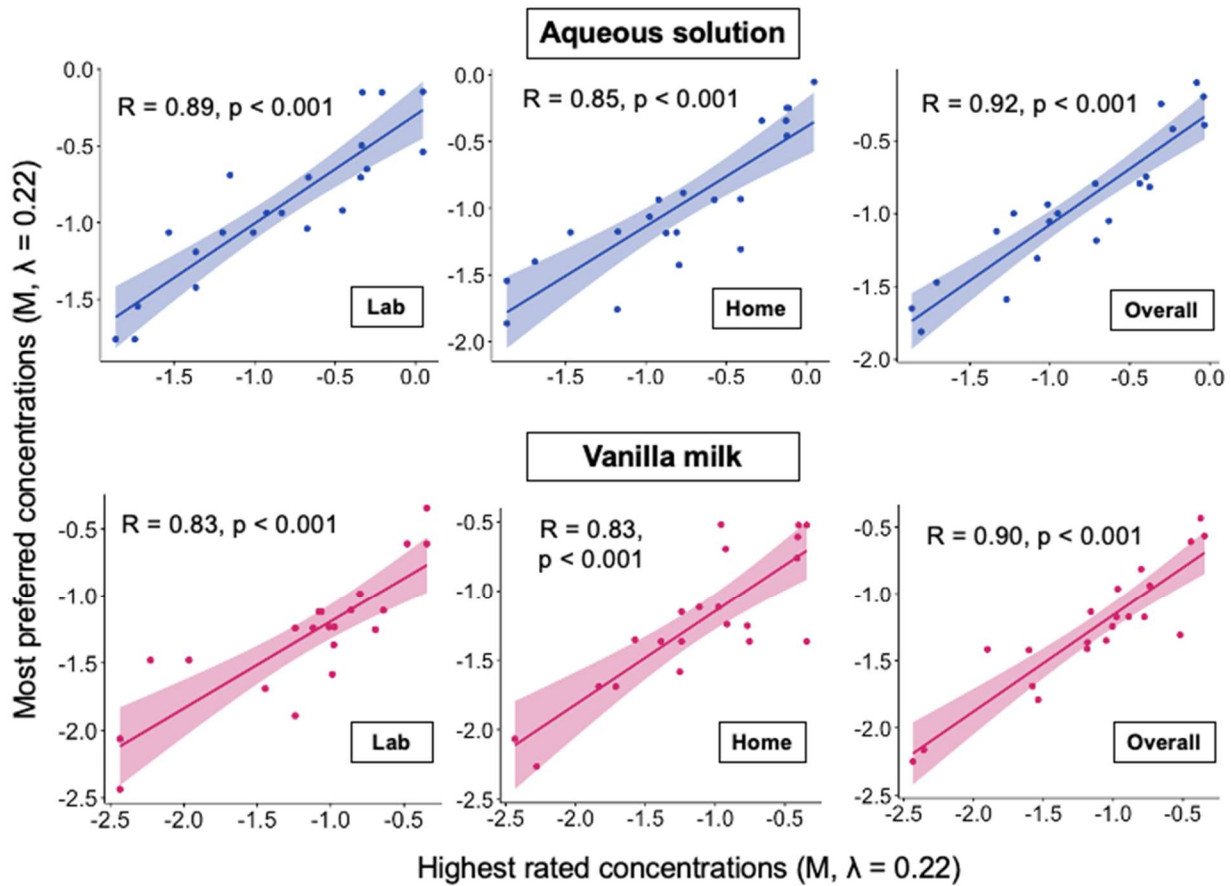 Aqueous solution
Most preferred concentrations (M, λ = 0.22)
0.0
-0.5
-1.0
-1.5
R = 0.89, p < 0.001
Lab
-1.5 -1.0 -0.5 0.0
0.0
-0.5
-1.0
-1.5
-2.0
R = 0.85, p < 0.001
Home
-1.5 -1.0 -0.5 0.0
-0.5
-1.0
-1.5
-2.0
R = 0.92, p < 0.001
Overall
-1.5 -1.0 -0.5 0.0
Vanilla milk
-0.5
-1.0
-1.5
-2.0
-2.5
R = 0.83, p < 0.001
Lab
-2.5 -2.0 -1.5 -1.0 -0.5
-0.5
-1.0
-1.5
-2.0
-2.5
R = 0.83,
p < 0.001
Home
-2.5 -2.0 -1.5 -1.0 -0.5
-0.5
-1.0
-1.5
-2.0
-2.5
R = 0.90, p < 0.001
Overall
-2.5 -2.0 -1.5 -1.0 -0.5
Highest rated concentrations (M, λ = 0.22)